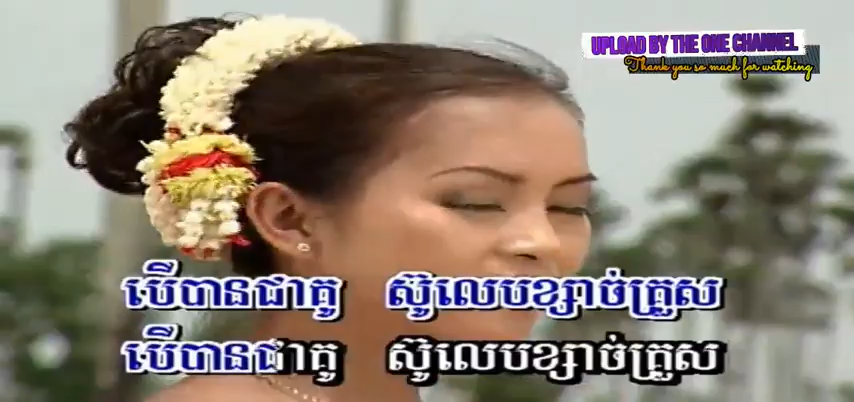 UPLOAD BY THE ONE CHANNEL
Thank you so much for watching
បើបានជាគូ ស៊ូលេបខ្សាច់គ្រួស
បើបានជាគូ ស៊ូលេបខ្សាច់គ្រួស